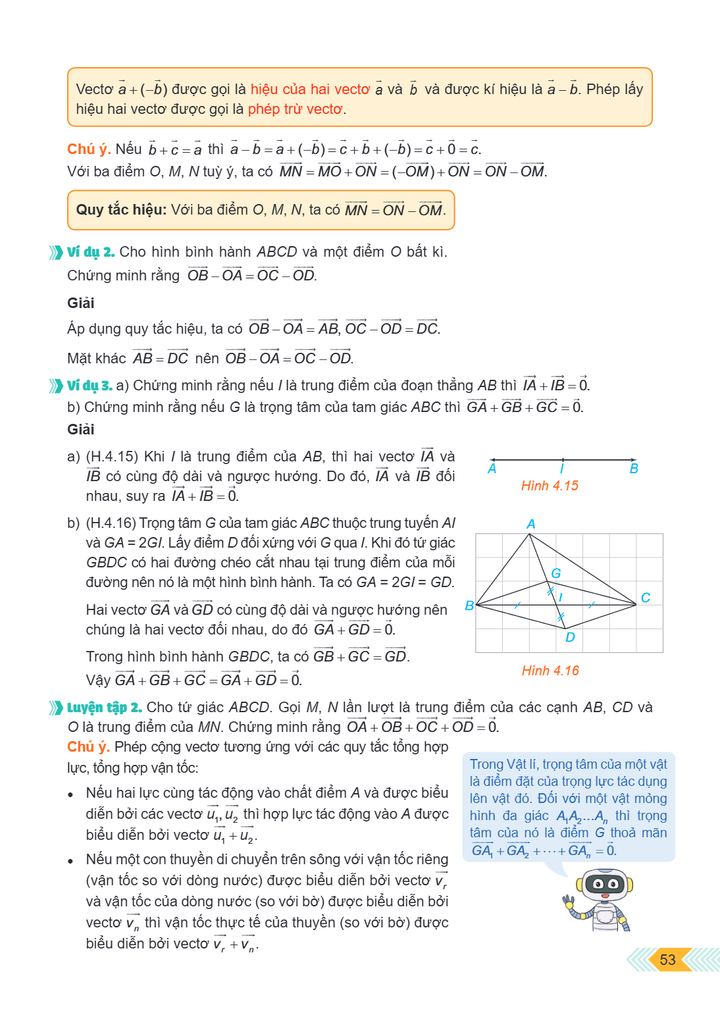 Vectơ a⃗ + (−b⃗) được gọi là hiệu của hai vectơ a⃗ và b⃗ và được kí hiệu là a⃗ − b⃗. Phép lấy
hiệu hai vectơ được gọi là phép trừ vectơ.
Chú ý. Nếu b⃗ + c⃗ = a⃗ thì a⃗ − b⃗ = a⃗ + (−b⃗) = c⃗ + b⃗ + (−b⃗) = c⃗ + 0⃗ = c⃗.
Với ba điểm O, M, N tuỳ ý, ta có MN⃗ = MO⃗ + ON⃗ = (−OM⃗) + ON⃗ = ON⃗ − OM⃗.
Quy tắc hiệu: Với ba điểm O, M, N, ta có MN⃗ = ON⃗ − OM⃗.
Ví dụ 2. Cho hình bình hành ABCD và một điểm O bất kì.
Chứng minh rằng OB⃗ − OA⃗ = OC⃗ − OD⃗.
Giải
Áp dụng quy tắc hiệu, ta có OB⃗ − OA⃗ = AB⃗, OC⃗ − OD⃗ = DC⃗.
Mặt khác AB⃗ = DC⃗ nên OB⃗ − OA⃗ = OC⃗ − OD⃗.
Ví dụ 3. a) Chứng minh rằng nếu I là trung điểm của đoạn thẳng AB thì IA⃗ + IB⃗ = 0⃗.
b) Chứng minh rằng nếu G là trọng tâm của tam giác ABC thì GA⃗ + GB⃗ + GC⃗ = 0⃗.
Giải
a) (H.4.15) Khi I là trung điểm của AB, thì hai vectơ IA⃗ và
IB⃗ có cùng độ dài và ngược hướng. Do đó, IA⃗ và IB⃗ đối
nhau, suy ra IA⃗ + IB⃗ = 0⃗.
A I B
Hình 4.15
b) (H.4.16) Trọng tâm G của tam giác ABC thuộc trung tuyến AI
và GA = 2GI. Lấy điểm D đối xứng với G qua I. Khi đó tứ giác
GBDC có hai đường chéo cắt nhau tại trung điểm của mỗi
đường nên nó là một hình bình hành. Ta có GA = 2GI = GD.
Hai vectơ GA⃗ và GD⃗ có cùng độ dài và ngược hướng nên
chúng là hai vectơ đối nhau, do đó GA⃗ + GD⃗ = 0⃗.
Trong hình bình hành GBDC, ta có GB⃗ + GC⃗ = GD⃗.
Vậy GA⃗ + GB⃗ + GC⃗ = GA⃗ + GD⃗ = 0⃗.
A
G
B I C
D
Hình 4.16
Luyện tập 2. Cho tứ giác ABCD. Gọi M, N lần lượt là trung điểm của các cạnh AB, CD và
O là trung điểm của MN. Chứng minh rằng OA⃗ + OB⃗ + OC⃗ + OD⃗ = 0⃗.
Chú ý. Phép cộng vectơ tương ứng với các quy tắc tổng hợp
lực, tổng hợp vận tốc:
• Nếu hai lực cùng tác động vào chất điểm A và được biểu
diễn bởi các vectơ u⃗₁, u⃗₂ thì hợp lực tác động vào A được
biểu diễn bởi vectơ u⃗₁ + u⃗₂.
• Nếu một con thuyền di chuyển trên sông với vận tốc riêng
(vận tốc so với dòng nước) được biểu diễn bởi vectơ v⃗ᵣ
và vận tốc của dòng nước (so với bờ) được biểu diễn bởi
vectơ v⃗ₙ thì vận tốc thực tế của thuyền (so với bờ) được
biểu diễn bởi vectơ v⃗ᵣ + v⃗ₙ.
Trong Vật lí, trọng tâm của một vật
là điểm đặt của trọng lực tác dụng
lên vật đó. Đối với một vật mỏng
hình đa giác A₁A₂...Aₙ thì trọng
tâm của nó là điểm G thoả mãn
GA₁⃗ + GA₂⃗ + ⋯ + GAₙ⃗ = 0⃗.
53